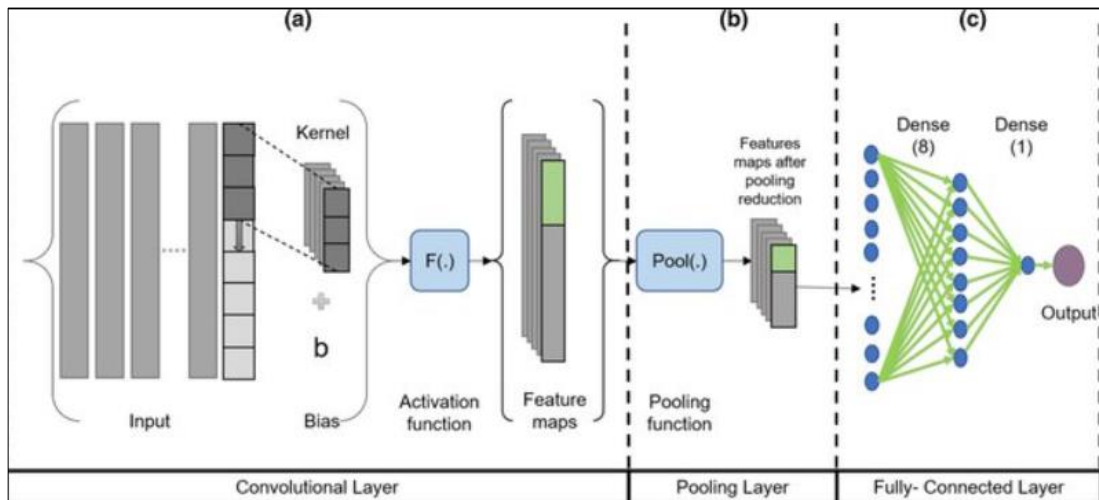 (a)
(b)
(c)
Kernel
b
Input
Bias
F(.)
Activation
function
Feature
maps
Pool(.)
Pooling
function
Features
maps after
pooling
reduction
Dense
(8)
Dense
(1)
Output
Convolutional Layer
Pooling Layer
Fully- Connected Layer